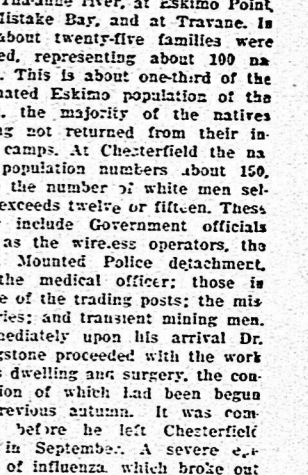 River, at Eskimo Point,
Mistake Bay, and at Travane. In
about twenty-five families were
ed, representing about 100 na
. This is about one-third of the
nated Eskimo population of the
, the majority of the natives
ng not returned from their in-
camps. At Chesterfield the na
population numbers about 150,
the number of white men sel-
exceeds twelve or fifteen. These
include Government officials
as the wireless operators, the
Mounted Police detachment,
the medical officer; those is
e of the trading posts; the mis
ries; and transient mining men.
mediately upon his arrival Dr.
gstone proceeded with the work
s dwelling and surgery, the con-
ion of which had been begun
revious autumn. It was com-
before he left Chesterfield
in September. A severe
of influenza which broke out